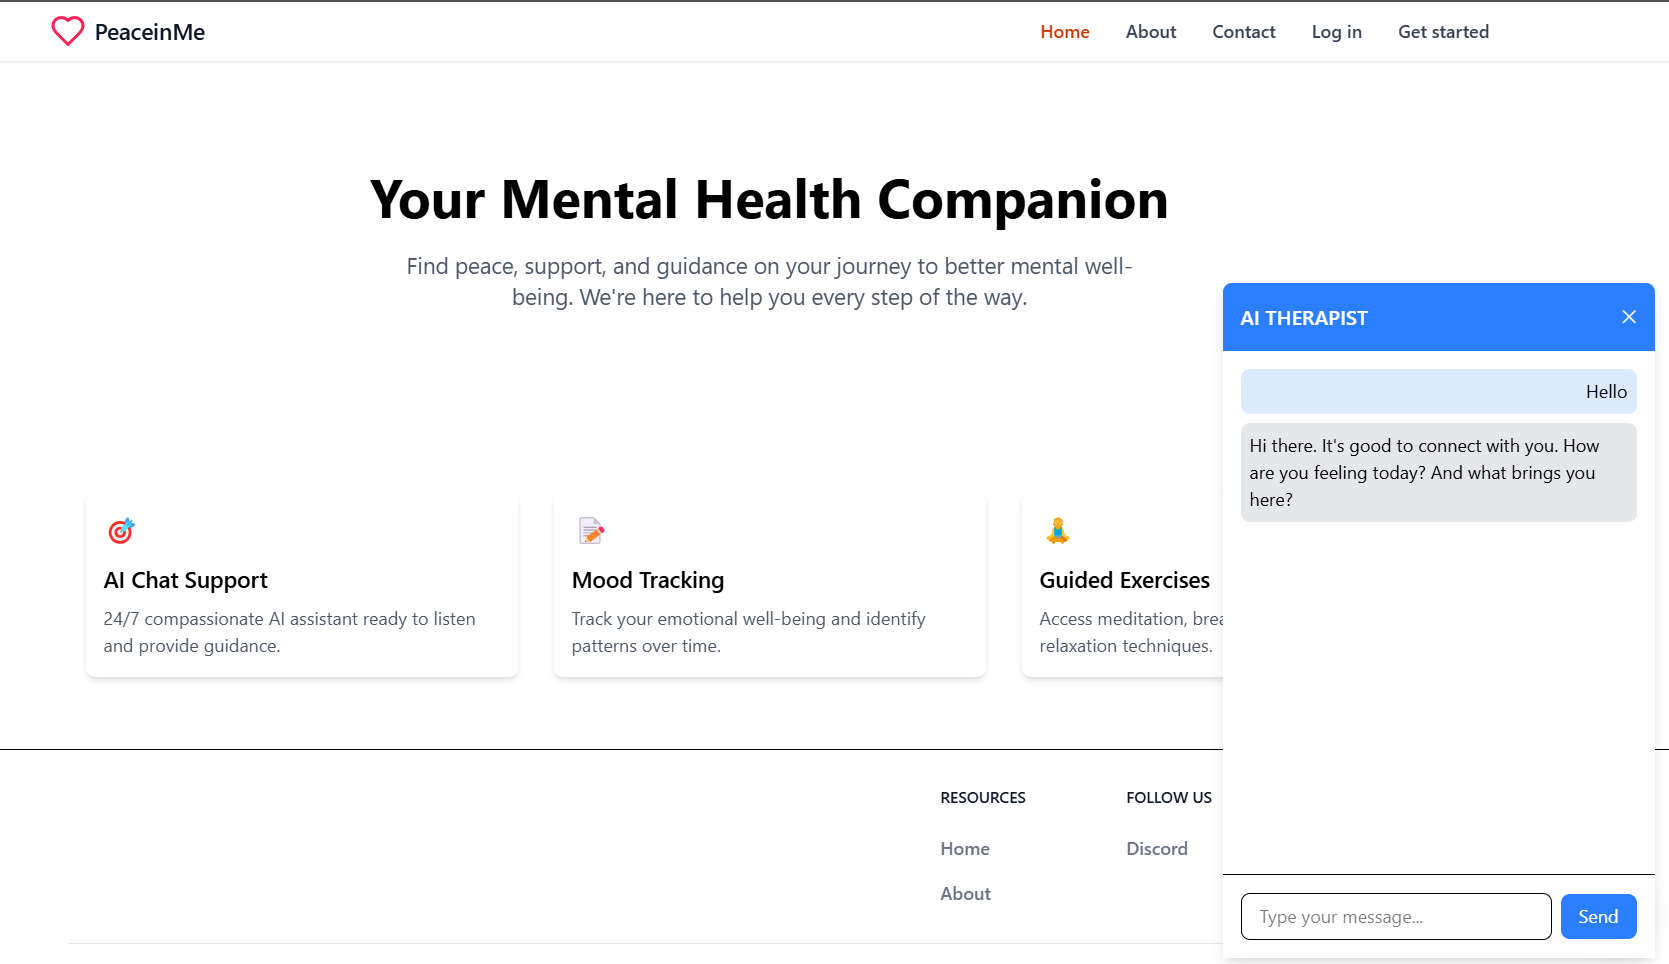 PeaceinMe
Home About Contact Log in Get started
Your Mental Health Companion
Find peace, support, and guidance on your journey to better mental well-
being. We're here to help you every step of the way.
AI Chat Support
24/7 compassionate AI assistant ready to listen
and provide guidance.
Mood Tracking
Track your emotional well-being and identify
patterns over time.
Guided Exercises
Access meditation,
relaxation techniques.
RESOURCES
Home
About
FOLLOW US
Discord
AI THERAPIST
Hello
Hi there. It's good to connect with you. How
are you feeling today? And what brings you
here?
Type your message...
Send